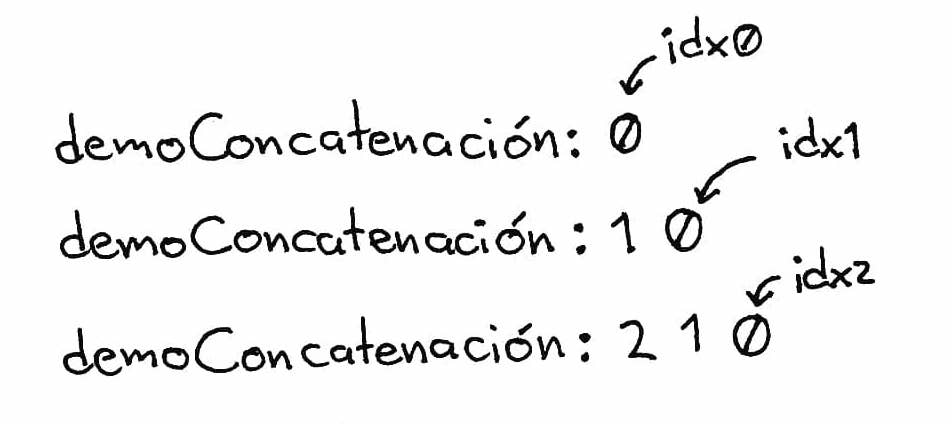 idx0
demoConcatenación: 0
idx1
demoConcatenación: 1 0
idx2
demoConcatenación: 2 1 0